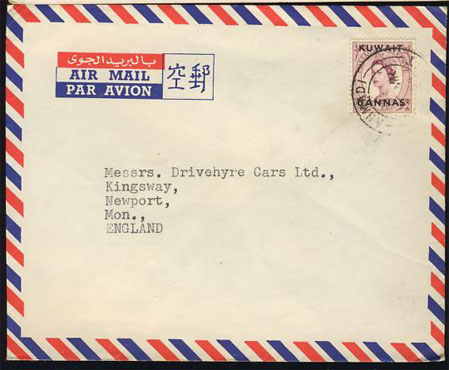 بالبريد الجوى
AIR MAIL
PAR AVION
空郵
KUWAIT
6 ANNAS
Messrs. Drivehyre Cars Ltd.,
Kingsway,
Newport,
Mon.,
ENGLAND